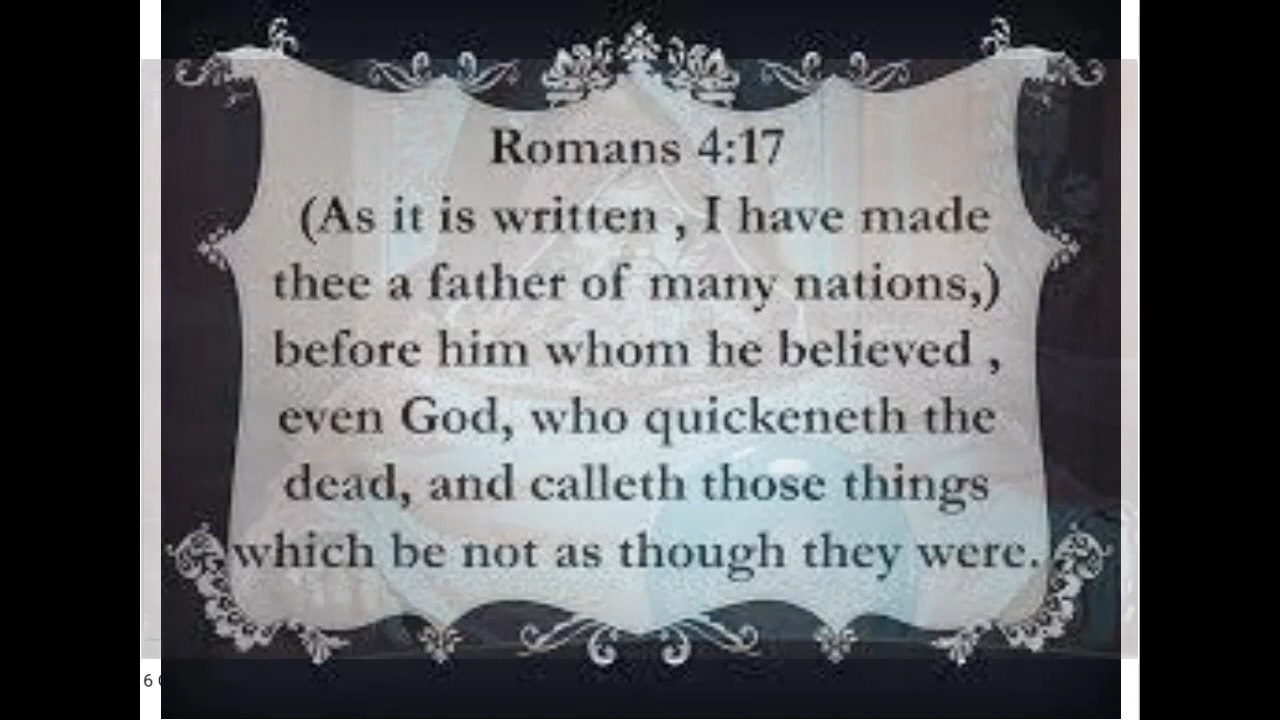 Romans 4:17
(As it is written , I have made
thee a father of many nations,)
before him whom he believed ,
even God, who quickeneth the
dead, and calleth those things
which be not as though they were.
6